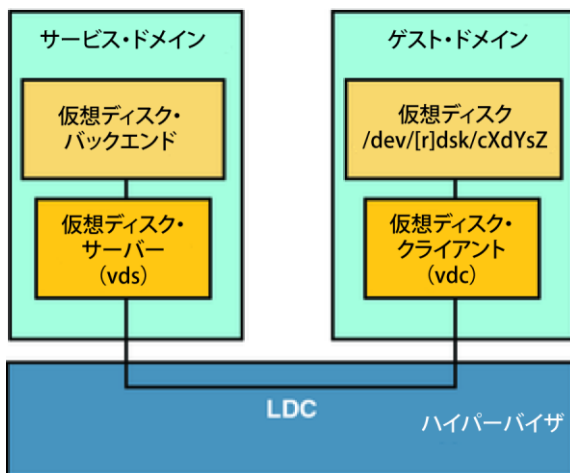 サービス・ドメイン
仮想ディスク・
バックエンド
仮想ディスク・
サーバー
(vds)
ゲスト・ドメイン
仮想ディスク
/dev/[r]dsk/cXdYsZ
仮想ディスク・
クライアント
(vdc)
LDC
ハイパーバイザ